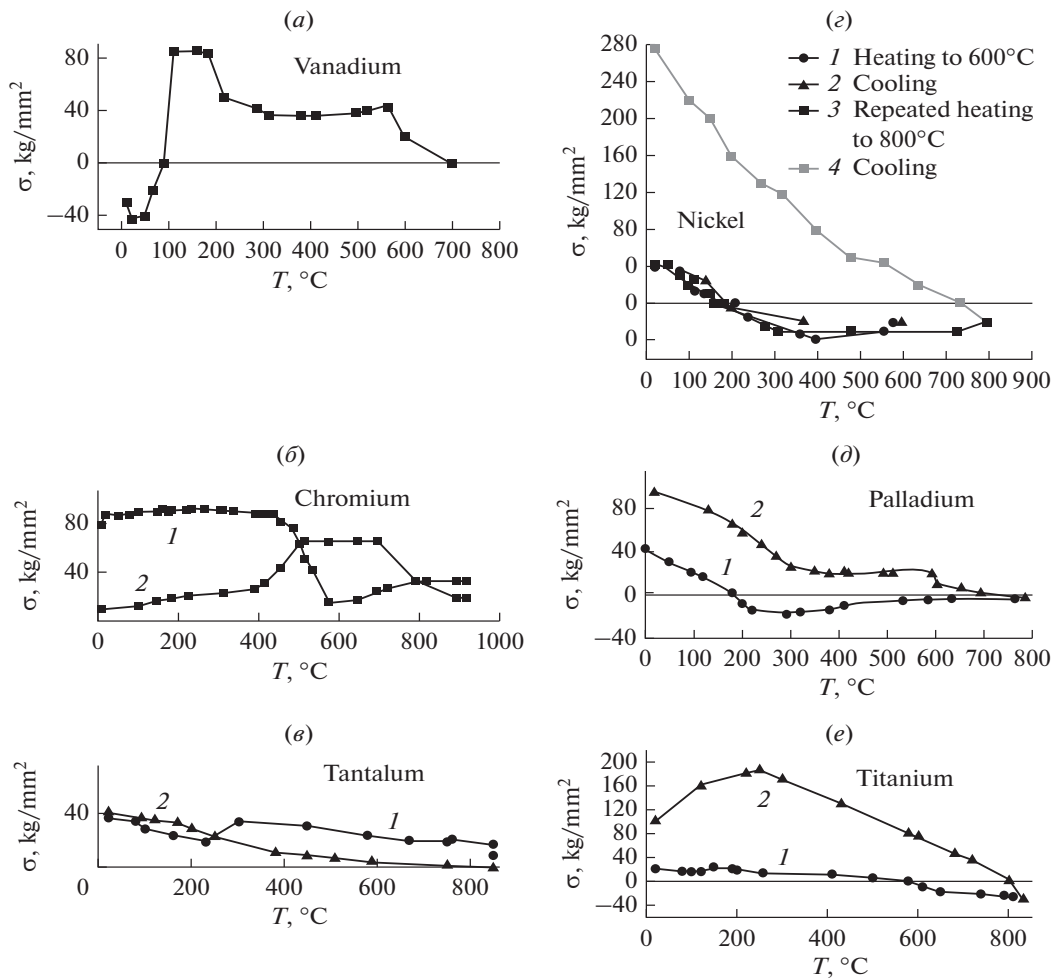 (а)
80
40
0
−40
σ, kg/mm²
Vanadium
0 100 200 300 400 500 600 700 800
T, °C
(г)
280
240
200
160
120
80
0
0
0
σ, kg/mm²
Nickel
1 Heating to 600°C
2 Cooling
3 Repeated heating
to 800°C
4 Cooling
0 100 200 300 400 500 600 700 800 900
T, °C
(б)
80
40
σ, kg/mm²
Chromium
1
2
0 200 400 600 800 1000
T, °C
(д)
80
40
0
−40
σ, kg/mm²
Palladium
2
1
0 100 200 300 400 500 600 700 800
T, °C
(в)
40
σ, kg/mm²
Tantalum
2
1
0 200 400 600 800
T, °C
(е)
200
160
120
80
40
0
−40
σ, kg/mm²
Titanium
2
1
0 200 400 600 800
T, °C